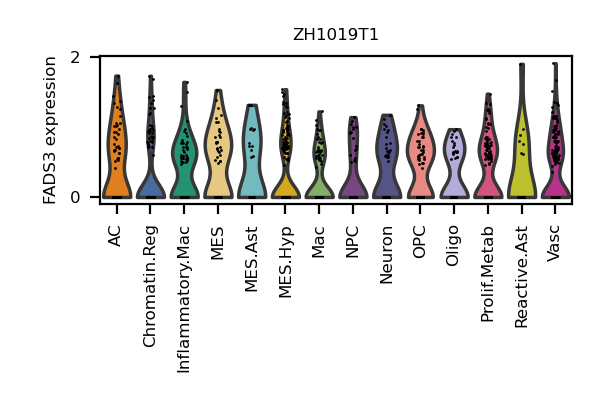 ZH1019T1
FADS3 expression
2
0
AC
Chromatin.Reg
Inflammatory.Mac
MES
MES.Ast
MES.Hyp
Mac
NPC
Neuron
OPC
Oligo
Prolif.Metab
Reactive.Ast
Vasc